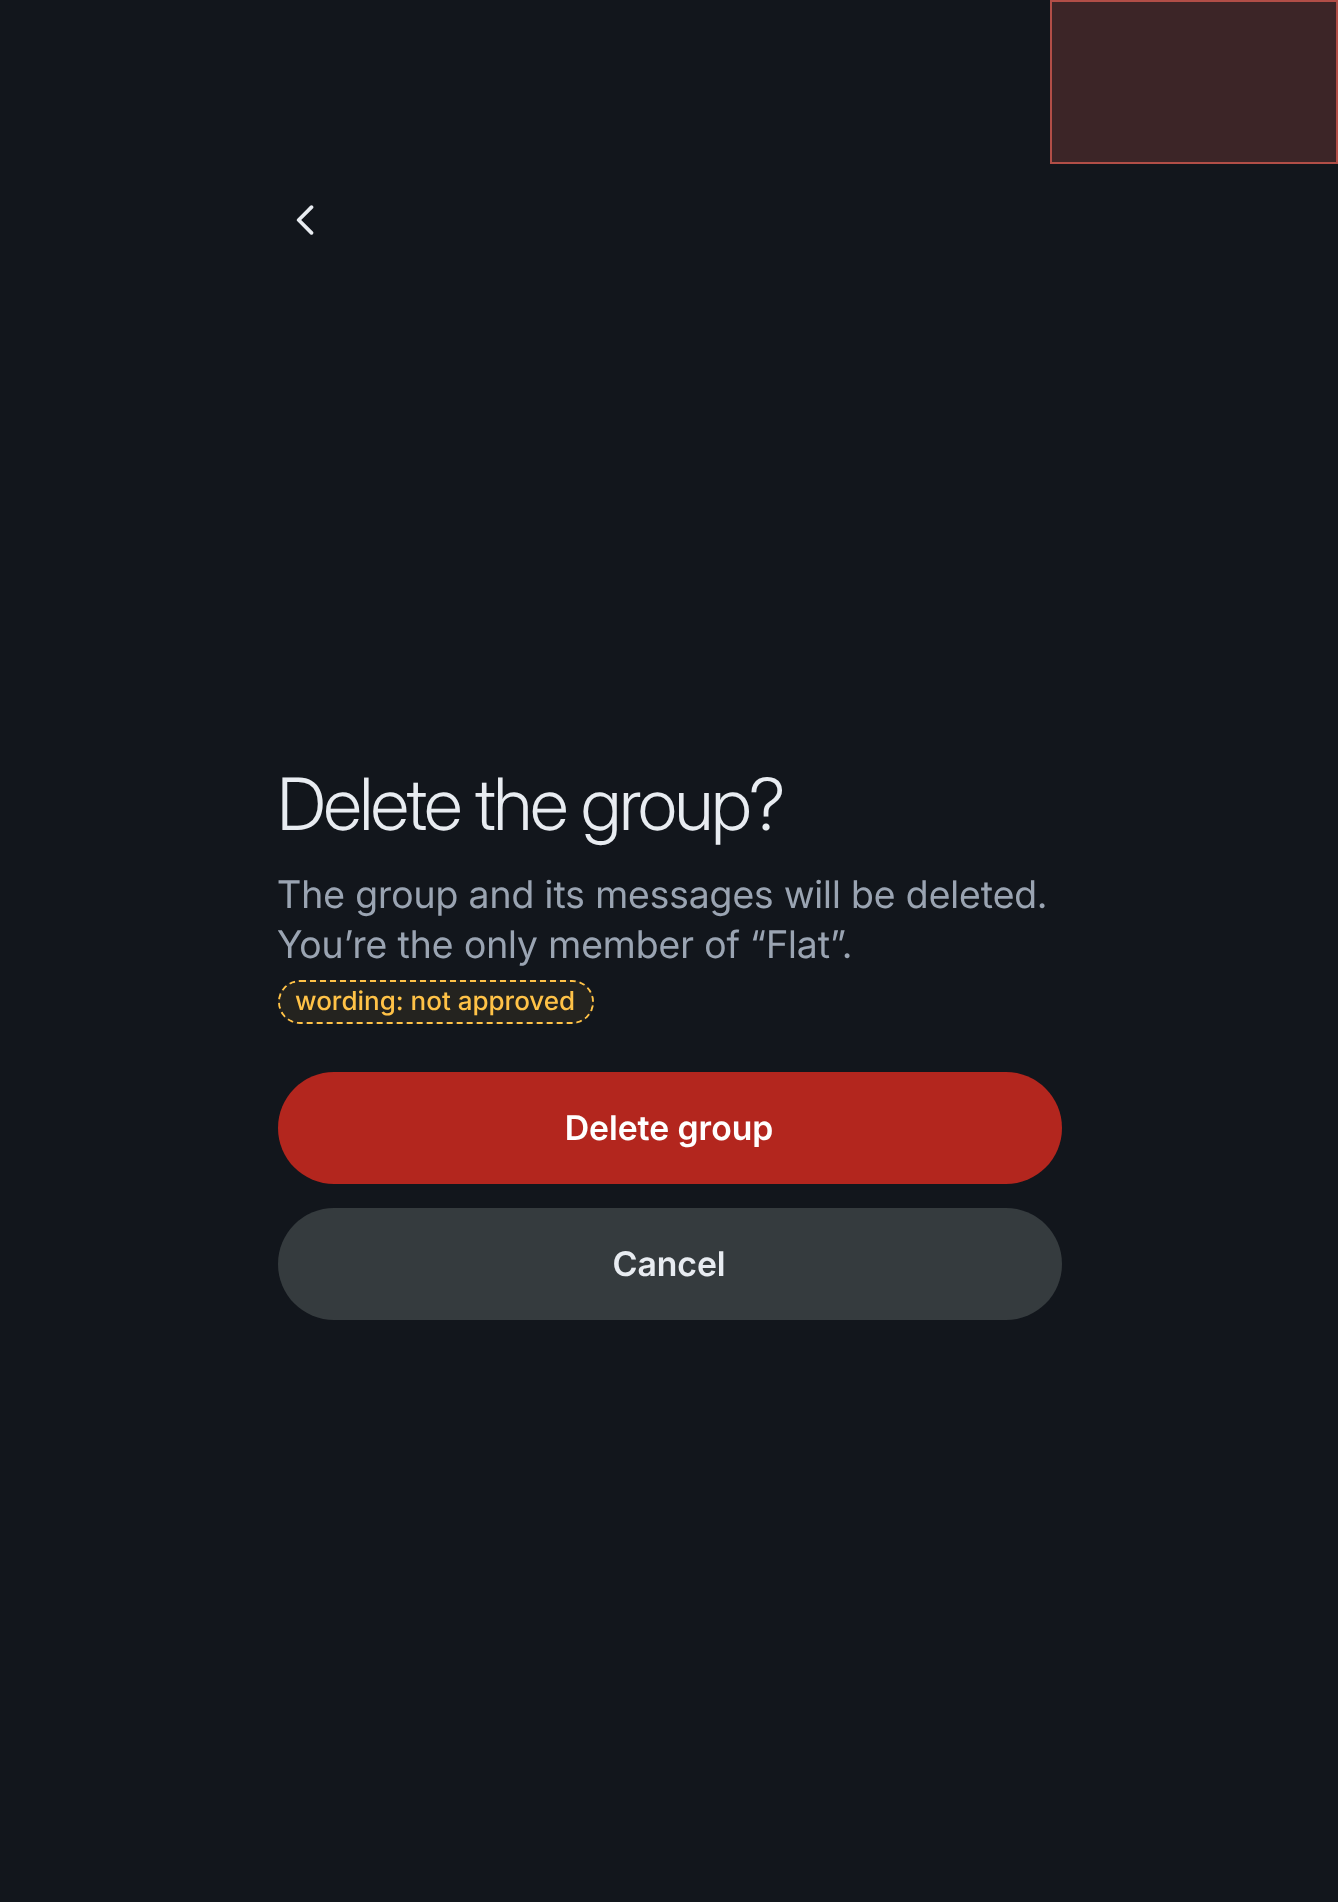 Delete the group?
The group and its messages will be deleted.
You’re the only member of “Flat”.
wording: not approved
Delete group
Cancel